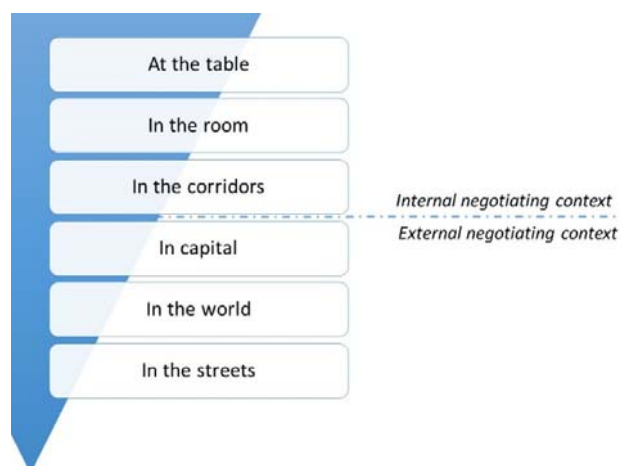 At the table
In the room
In the corridors
Internal negotiating context
External negotiating context
In capital
In the world
In the streets